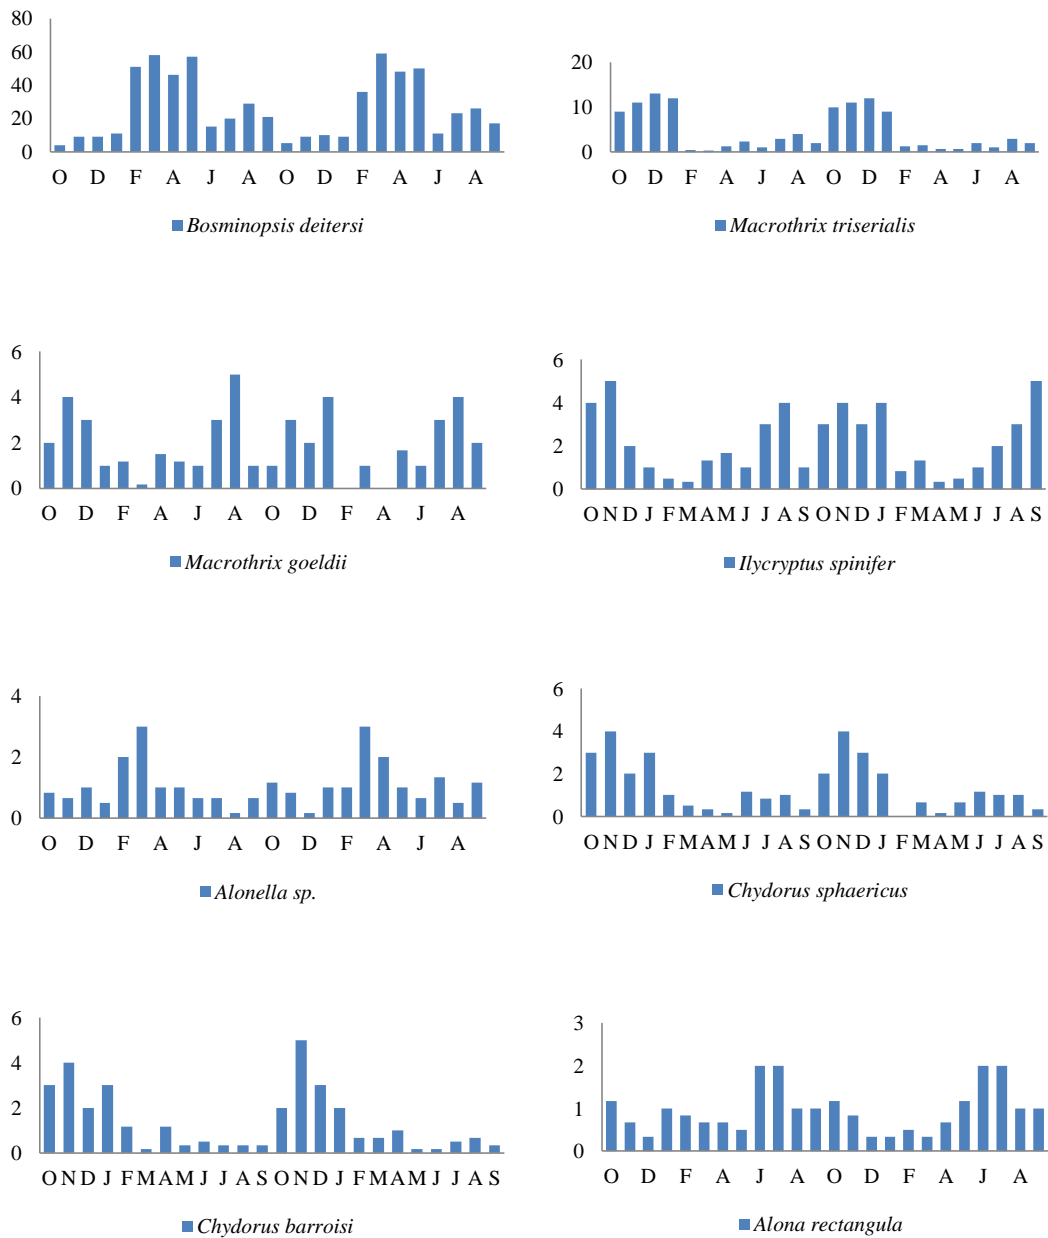 80
60
40
20
0
O D F A J A O D F A J A
Bosminopsis deitersi
20
10
0
O D F A J A O D F A J A
Macrothrix triserialis
6
4
2
0
O D F A J A O D F A J A
Macrothrix goeldii
6
4
2
0
O N D J F M A M J J A S O N D J F M A M J J A S
Ilycryptus spinifer
4
2
0
O D F A J A O D F A J A
Alonella sp.
6
4
2
0
O N D J F M A M J J A S O N D J F M A M J J A S
Chydorus sphaericus
6
4
2
0
O N D J F M A M J J A S O N D J F M A M J J A S
Chydorus barroisi
3
2
1
0
O D F A J A O D F A J A
Alona rectangula